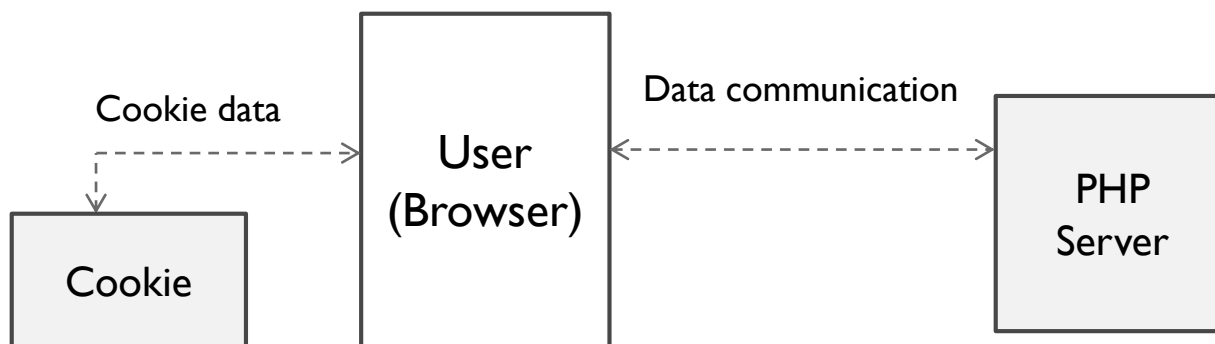 Data communication
Cookie data
User
(Browser)
PHP
Server
Cookie